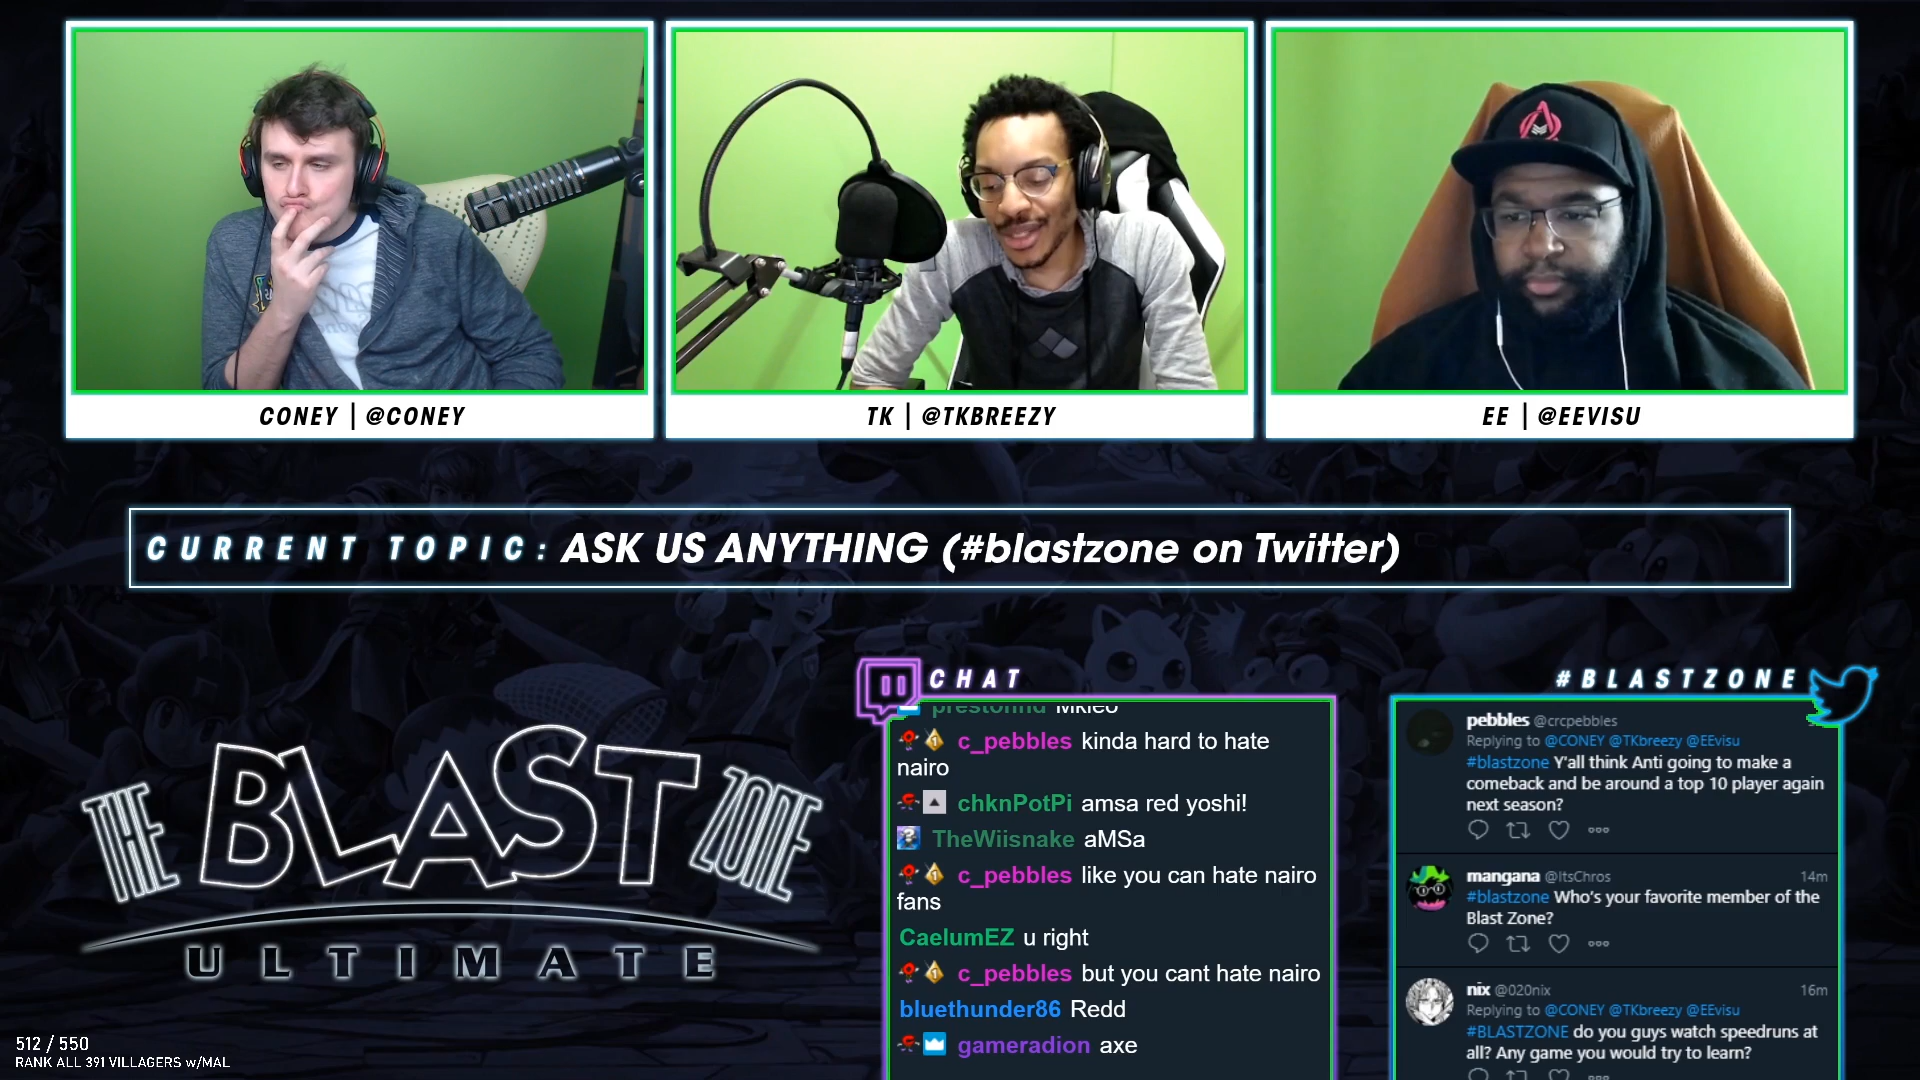 CONEY | @CONEY
TK | @TKBREEZY
EE | @EEVISU
CURRENT TOPIC: ASK US ANYTHING (#blastzone on Twitter)
THE BLAST ZONE
ULTIMATE
512 / 550
RANK ALL 391 VILLAGERS w/MAL
CHAT
Mkleo
c_pebbles kinda hard to hate
nairo
chknPotPi amsa red yoshi!
TheWiisnake aMSa
c_pebbles like you can hate nairo
fans
CaelumEZ u right
c_pebbles but you cant hate nairo
bluethunder86 Redd
gameradion axe
#BLASTZONE
pebbles @crcpebbles
Replying to @CONEY @TKbreezy @EEvisu
#blastzone Y'all think Anti going to make a
comeback and be around a top 10 player again
next season?
mangana @ItsChros 14m
#blastzone Who's your favorite member of the
Blast Zone?
nix @020nix 16m
Replying to @CONEY @TKbreezy @EEvisu
#BLASTZONE do you guys watch speedruns at
all? Any game you would try to learn?